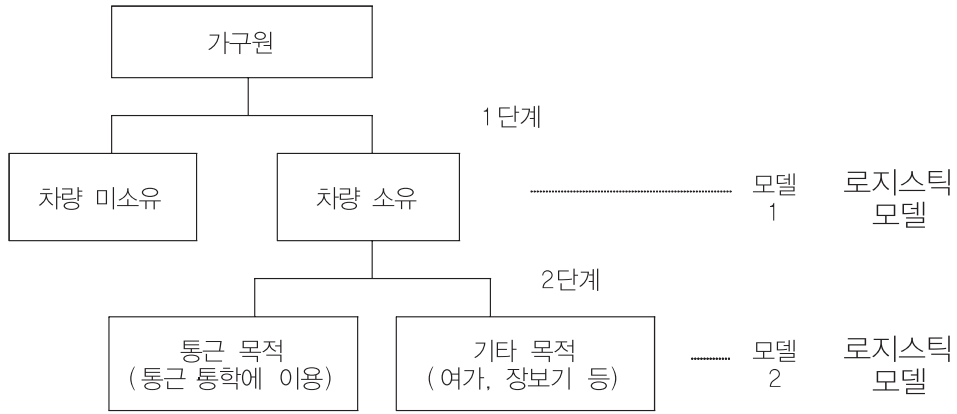 가구원
1단계
차량 미소유
차량 소유
모델
1
로지스틱
모델
2단계
통근 목적
(통근 통학에 이용)
기타 목적
(여가, 장보기 등)
모델
2
로지스틱
모델